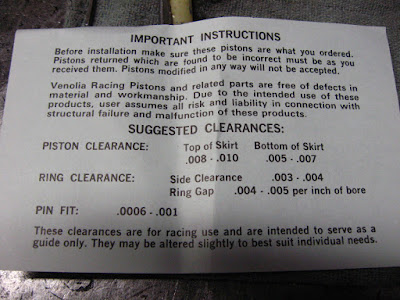 IMPORTANT INSTRUCTIONS
Before installation make sure these pistons are what you ordered.
Pistons returned which are found to be incorrect must be as you
received them. Pistons modified in any way will not be accepted.
Venolia Racing Pistons and related parts are free of defects in
material and workmanship. Due to the intended use of these
products, user assumes all risk and liability in connection with
structural failure and malfunction of these products.
SUGGESTED CLEARANCES:
PISTON CLEARANCE: Top of Skirt Bottom of Skirt
.008 - .010 .005 - .007
RING CLEARANCE: Side Clearance .003 - .004
Ring Gap .004 - .005 per inch of bore
PIN FIT: .0006 - .001
These clearances are for racing use and are intended to serve as a
guide only. They may be altered slightly to best suit individual needs.